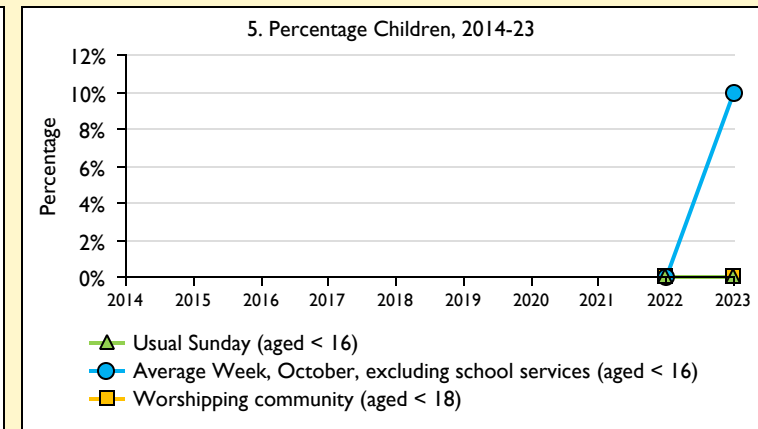 5. Percentage Children, 2014-23
Percentage
12%
10%
8%
6%
4%
2%
0%
2014 2015 2016 2017 2018 2019 2020 2021 2022 2023
Usual Sunday (aged < 16)
Average Week, October, excluding school services (aged < 16)
Worshipping community (aged < 18)